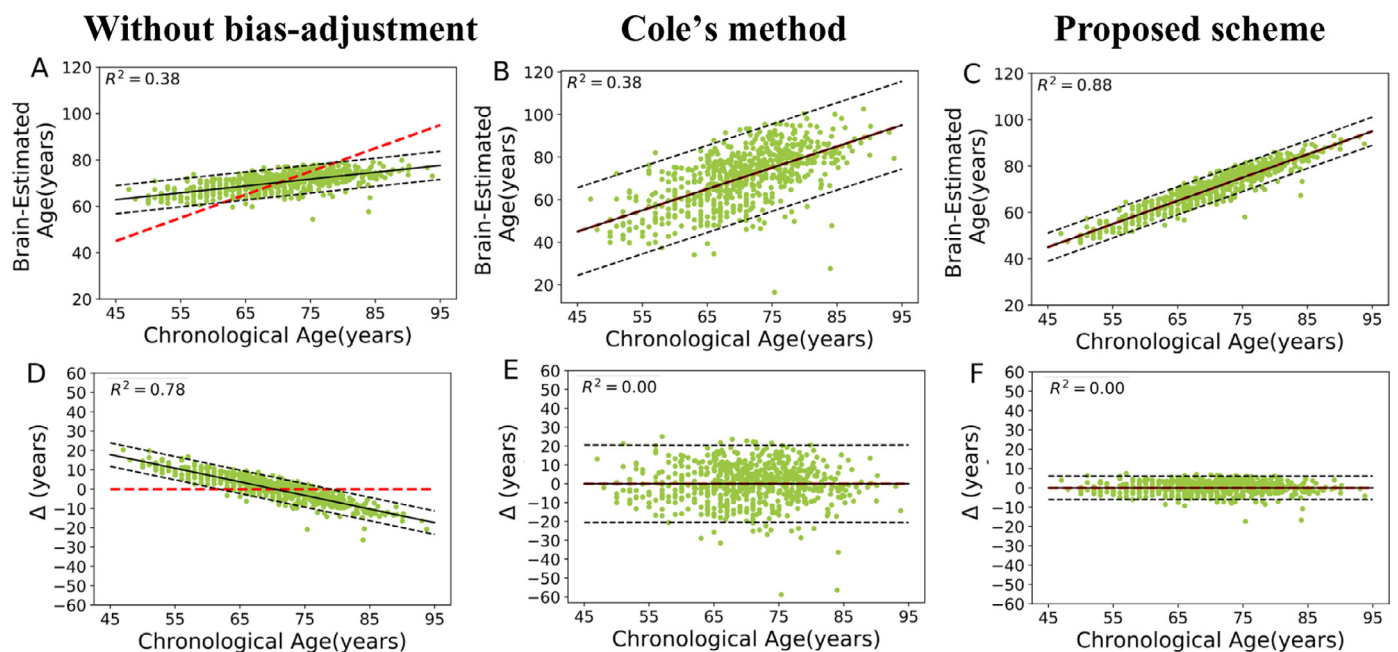 Without bias-adjustment
Cole's method
Proposed scheme
A
R² = 0.38
Brain-Estimated
Age(years)
120
100
80
60
40
20
45 55 65 75 85 95
Chronological Age(years)
B
R² = 0.38
Brain-Estimated
Age(years)
120
100
80
60
40
20
45 55 65 75 85 95
Chronological Age(years)
C
R² = 0.88
Brain-Estimated
Age(years)
120
100
80
60
40
20
45 55 65 75 85 95
Chronological Age(years)
D
R² = 0.78
Δ (years)
60
50
40
30
20
10
0
−10
−20
−30
−40
−50
−60
45 55 65 75 85 95
Chronological Age(years)
E
R² = 0.00
Δ (years)
60
50
40
30
20
10
0
−10
−20
−30
−40
−50
−60
45 55 65 75 85 95
Chronological Age(years)
F
R² = 0.00
Δ (years)
60
50
40
30
20
10
0
−10
−20
−30
−40
−50
−60
45 55 65 75 85 95
Chronological Age(years)